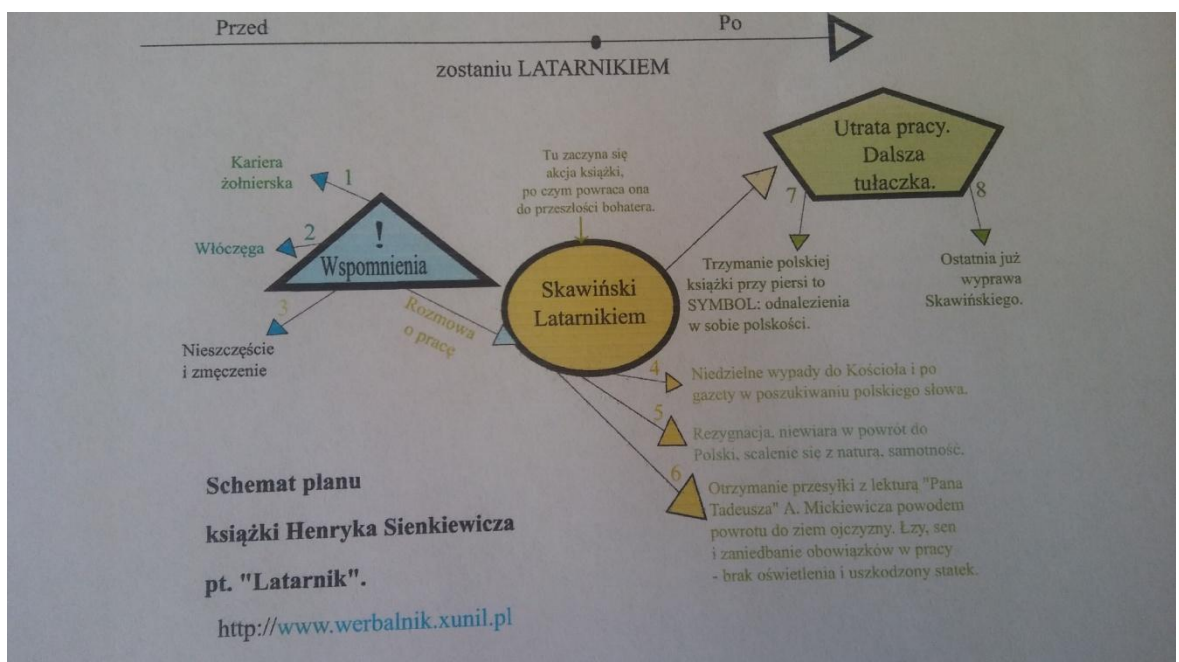 Przed
Po
zostaniu LATARNIKIEM
Kariera
żołnierska
1
2
Włóczęga
!
Wspomnienia
3
Nieszczęście
i zmęczenie
Rozmowa
o pracę
Tu zaczyna się
akcja książki,
po czym powraca ona
do przeszłości bohatera.
Skawiński
Latarnikiem
Utrata pracy.
Dalsza
tułaczka.
7
8
Trzymanie polskiej
książki przy piersi to
SYMBOL: odnalezienia
w sobie polskości.
Ostatnia już
wyprawa
Skawińskiego.
4
Niedzielne wypady do Kościoła i po
gazety w poszukiwaniu polskiego słowa.
5
Rezygnacja, niewiara w powrót do
Polski, scalenie się z naturą, samotność.
6
Otrzymanie przesyłki z lekturą "Pana
Tadeusza" A. Mickiewicza powodem
powrotu do ziem ojczyzny. Łzy, sen
i zaniedbanie obowiązków w pracy
- brak oświetlenia i uszkodzony statek.
Schemat planu
książki Henryka Sienkiewicza
pt. "Latarnik".
http://www.werbalnik.xunil.pl